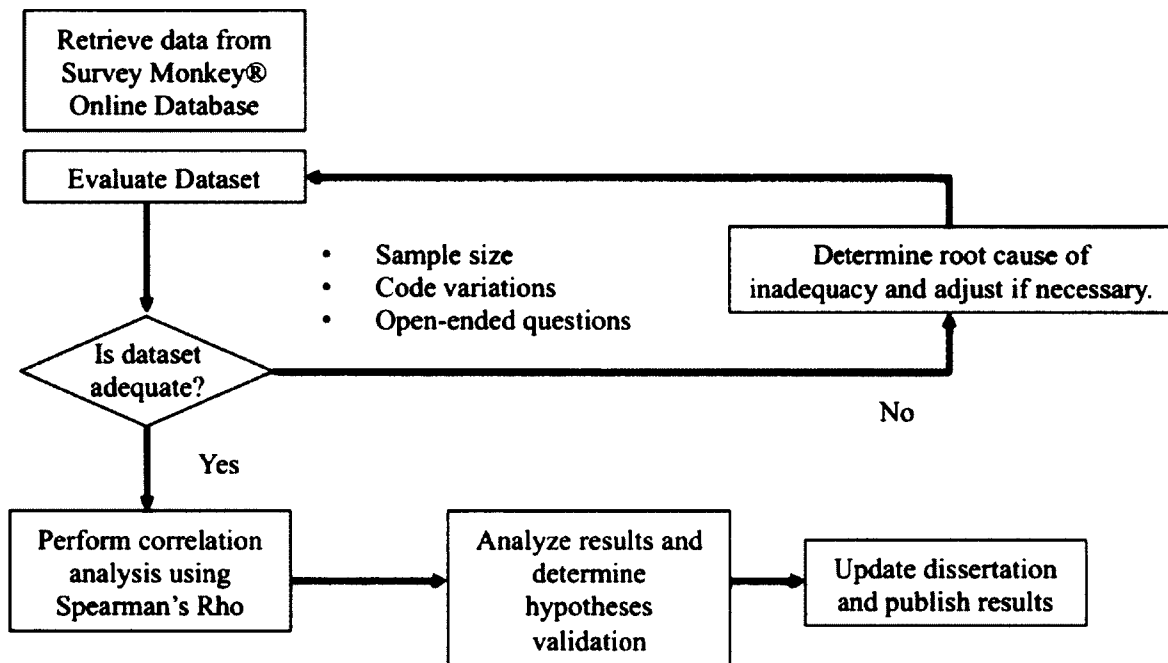 Retrieve data from
Survey Monkey®
Online Database
Evaluate Dataset
• Sample size
• Code variations
• Open-ended questions
Determine root cause of
inadequacy and adjust if necessary.
Is dataset
adequate?
No
Yes
Perform correlation
analysis using
Spearman's Rho
Analyze results and
determine
hypotheses
validation
Update dissertation
and publish results